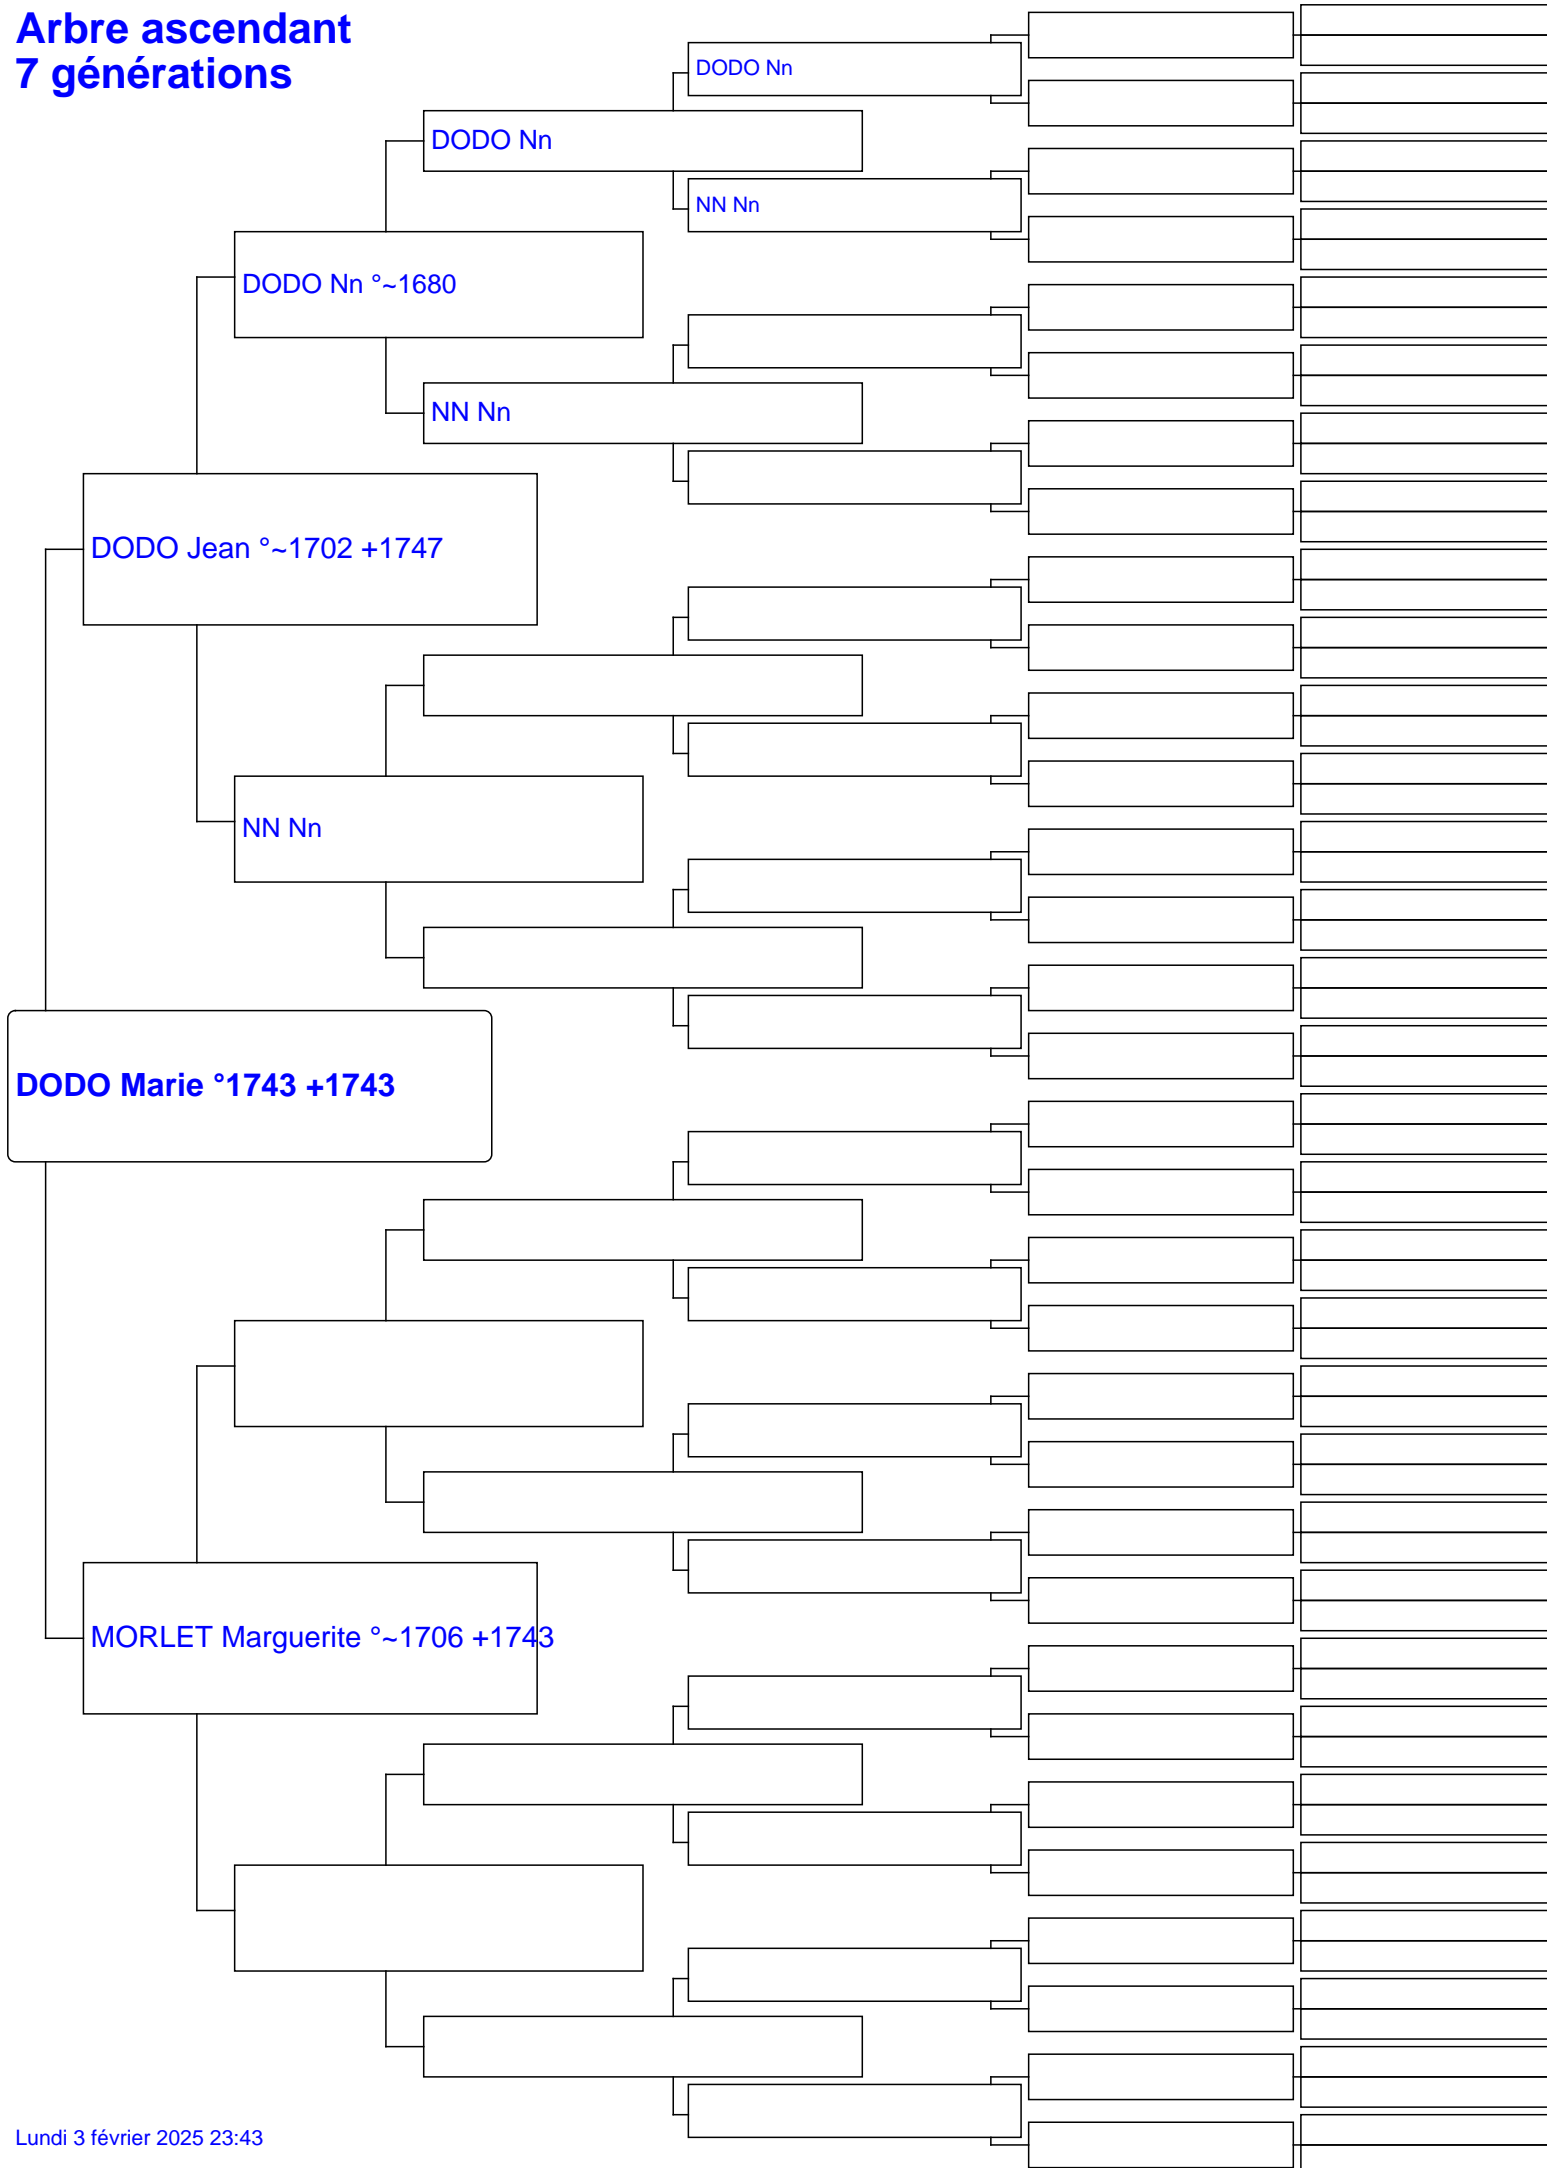 Arbre ascendant
7 générations
DODO Nn
DODO Nn
NN Nn
DODO Nn °~1680
NN Nn
DODO Jean °~1702 +1747
NN Nn
DODO Marie °1743 +1743
MORLET Marguerite °~1706 +1743
Lundi 3 février 2025 23:43